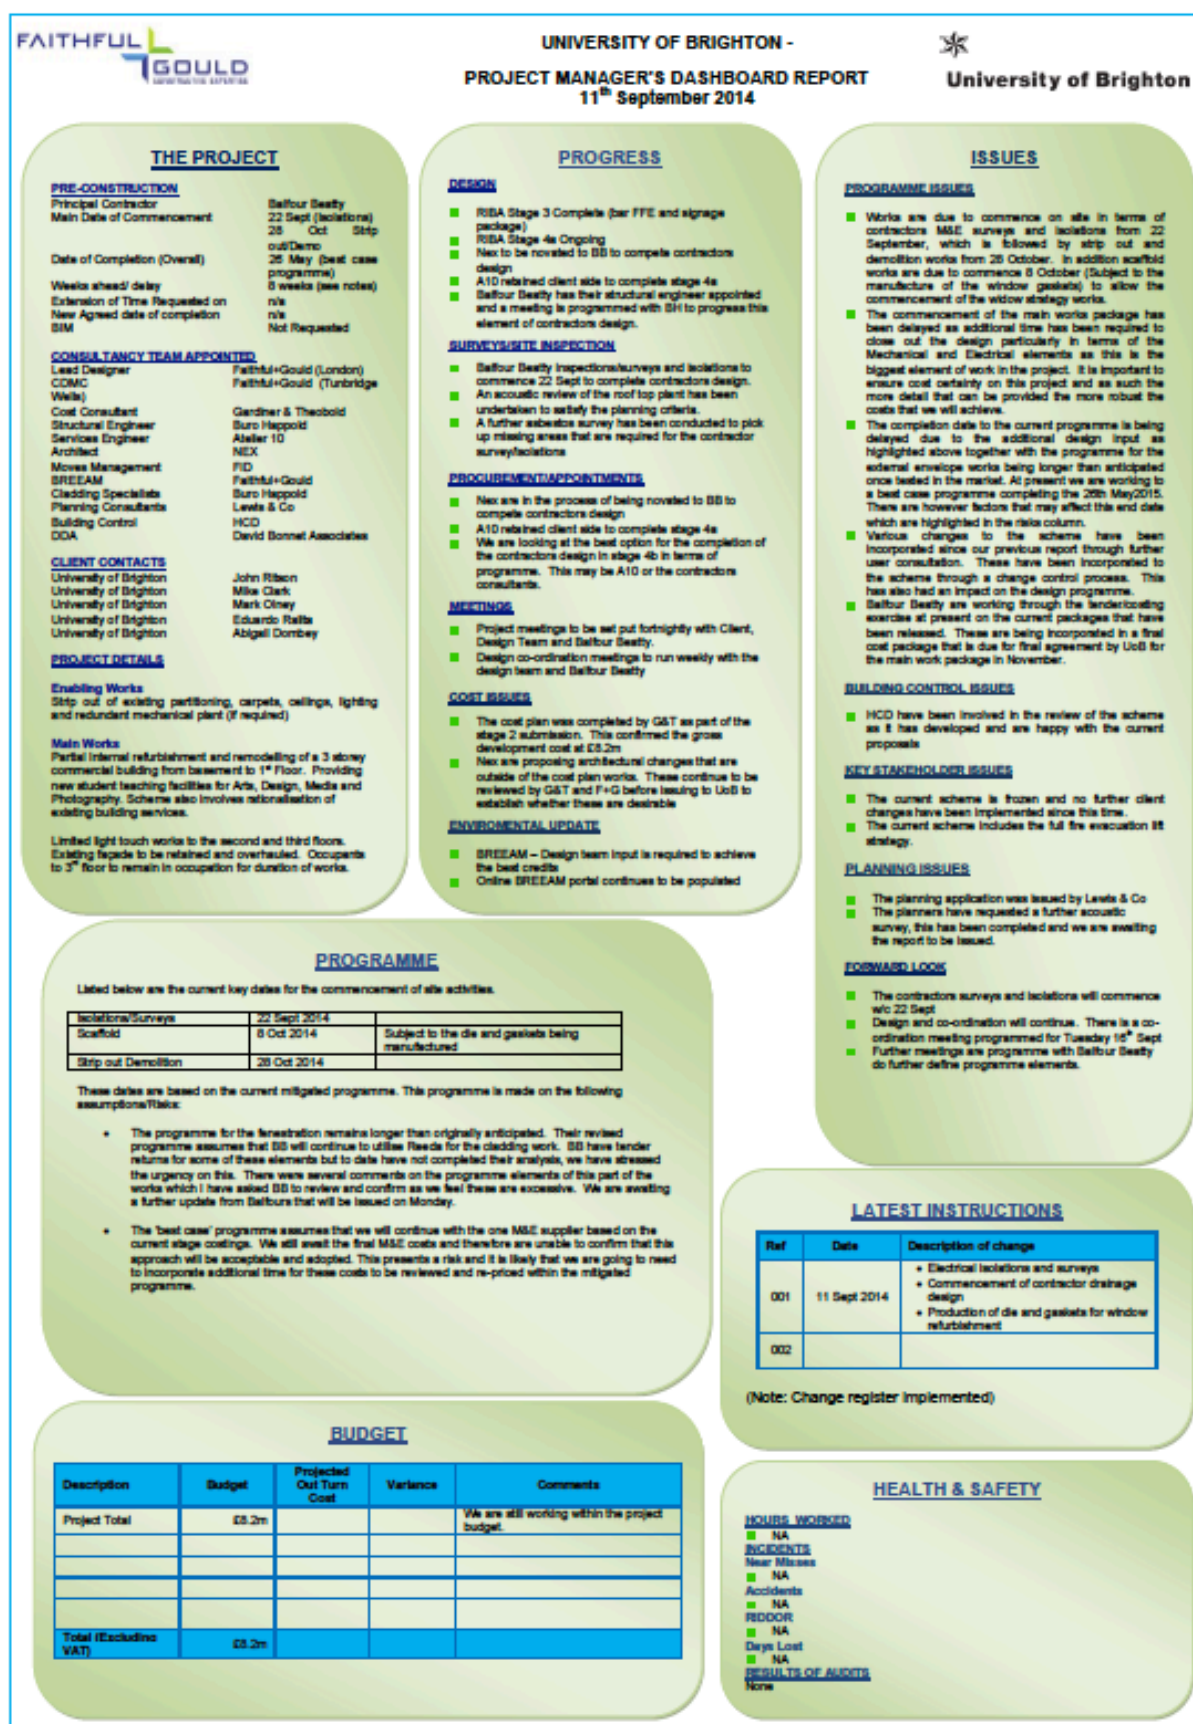 FAITHFUL
GOULD
UNIVERSITY OF BRIGHTON -
PROJECT MANAGER'S DASHBOARD REPORT
11th September 2014
University of Brighton
THE PROJECT
PRE-CONSTRUCTION
Principal Contractor Balfour Beatty
Main Date of Commencement 22 Sept (Isolations)
28 Oct Strip
out/Demo
Date of Completion (Overall) 26 May (best case
programme)
Weeks ahead/ delay 8 weeks (see notes)
Extension of Time Requested on n/a
New Agreed date of completion n/a
BIM Not Requested
CONSULTANCY TEAM APPOINTED
Lead Designer Faithful+Gould (London)
CDMC Faithful+Gould (Tunbridge
Wells)
Cost Consultant Gardiner & Theobold
Structural Engineer Buro Happold
Services Engineer Atelier 10
Architect NEX
Moves Management FID
BREEAM Faithful+Gould
Cladding Specialists Buro Happold
Planning Consultants Lewis & Co
Building Control HCD
DDA David Bonnet Associates
CLIENT CONTACTS
University of Brighton John Ritson
University of Brighton Mike Clark
University of Brighton Mark Olney
University of Brighton Eduardo Ralita
University of Brighton Abigail Dombey
PROJECT DETAILS
Enabling Works
Strip out of existing partitioning, carpets, ceilings, lighting
and redundant mechanical plant (if required)
Main Works
Partial internal refurbishment and remodelling of a 3 storey
commercial building from basement to 1st Floor. Providing
new student teaching facilities for Arts, Design, Media and
Photography. Scheme also involves rationalisation of
existing building services.
Limited light touch works to the second and third floors.
Existing façade to be retained and overhauled. Occupants
to 3rd floor to remain in occupation for duration of works.
PROGRESS
DESIGN
RIBA Stage 3 Complete (bar FFE and signage
package)
RIBA Stage 4a Ongoing
Nex to be novated to BB to compete contractors
design
A10 retained client side to complete stage 4a
Balfour Beatty has their structural engineer appointed
and a meeting is programmed with BH to progress this
element of contractors design.
SURVEYS/SITE INSPECTION
Balfour Beatty inspections/surveys and isolations to
commence 22 Sept to complete contractors design.
An acoustic review of the roof top plant has been
undertaken to satisfy the planning criteria.
A further asbestos survey has been conducted to pick
up missing areas that are required for the contractor
survey/isolations
PROCUREMENT/APPOINTMENTS
Nex are in the process of being novated to BB to
compete contractors design
A10 retained client side to complete stage 4a
We are looking at the best option for the completion of
the contractors design in stage 4b in terms of
programme. This may be A10 or the contractors
consultants.
MEETINGS
Project meetings to be set put fortnightly with Client,
Design Team and Balfour Beatty.
Design co-ordination meetings to run weekly with the
design team and Balfour Beatty
COST ISSUES
The cost plan was completed by G&T as part of the
stage 2 submission. This confirmed the gross
development cost at £8.2m
Nex are proposing architectural changes that are
outside of the cost plan works. These continue to be
reviewed by G&T and F+G before issuing to UoB to
establish whether these are desirable
ENVIROMENTAL UPDATE
BREEAM – Design team input is required to achieve
the best credits
Online BREEAM portal continues to be populated
ISSUES
PROGRAMME ISSUES
Works are due to commence on site in terms of
contractors M&E surveys and isolations from 22
September, which is followed by strip out and
demolition works from 28 October. In addition scaffold
works are due to commence 8 October (Subject to the
manufacture of the window gaskets) to allow the
commencement of the widow strategy works.
The commencement of the main works package has
been delayed as additional time has been required to
close out the design particularly in terms of the
Mechanical and Electrical elements as this is the
biggest element of work in the project. It is important to
ensure cost certainty on this project and as such the
more detail that can be provided the more robust the
costs that we will achieve.
The completion date to the current programme is being
delayed due to the additional design input as
highlighted above together with the programme for the
external envelope works being longer than anticipated
once tested in the market. At present we are working to
a best case programme completing the 26th May2015.
There are however factors that may affect this end date
which are highlighted in the risks column.
Various changes to the scheme have been
incorporated since our previous report through further
user consultation. These have been incorporated to
the scheme through a change control process. This
has also had an impact on the design programme.
Balfour Beatty are working through the tender/costing
exercise at present on the current packages that have
been released. These are being incorporated in a final
cost package that is due for final agreement by UoB for
the main work package in November.
BUILDING CONTROL ISSUES
HCD have been involved in the review of the scheme
as it has developed and are happy with the current
proposals
KEY STAKEHOLDER ISSUES
The current scheme is frozen and no further client
changes have been implemented since this time.
The current scheme includes the full fire evacuation lift
strategy.
PLANNING ISSUES
The planning application was issued by Lewis & Co
The planners have requested a further acoustic
survey, this has been completed and we are awaiting
the report to be issued.
FORWARD LOOK
The contractors surveys and isolations will commence
w/c 22 Sept
Design and co-ordination will continue. There is a co-
ordination meeting programmed for Tuesday 16th Sept
Further meetings are programme with Balfour Beatty
do further define programme elements.
PROGRAMME
Listed below are the current key dates for the commencement of site activities.
Isolations/Surveys 22 Sept 2014
Scaffold 8 Oct 2014 Subject to the die and gaskets being
manufactured
Strip out Demolition 28 Oct 2014
These dates are based on the current mitigated programme. This programme is made on the following
assumptions/Risks:
The programme for the fenestration remains longer than originally anticipated. Their revised
programme assumes that BB will continue to utilise Reeds for the cladding work. BB have tender
returns for some of these elements but to date have not completed their analysis, we have stressed
the urgency on this. There were several comments on the programme elements of this part of the
works which I have asked BB to review and confirm as we feel these are excessive. We are awaiting
a further update from Balfours that will be issued on Monday.
The 'best case' programme assumes that we will continue with the one M&E supplier based on the
current stage costings. We still await the final M&E costs and therefore are unable to confirm that this
approach will be acceptable and adopted. This presents a risk and it is likely that we are going to need
to incorporate additional time for these costs to be reviewed and re-priced within the mitigated
programme.
LATEST INSTRUCTIONS
Ref Date Description of change
001 11 Sept 2014 Electrical isolations and surveys
Commencement of contractor drainage
design
Production of die and gaskets for window
refurbishment
002
(Note: Change register implemented)
BUDGET
Description Budget Projected Out Turn Cost Variance Comments
Project Total £8.2m We are still working within the project
budget.
Total (Excluding
VAT) £8.2m
HEALTH & SAFETY
HOURS WORKED
NA
INCIDENTS
Near Misses
NA
Accidents
NA
RIDDOR
NA
Days Lost
NA
RESULTS OF AUDITS
None